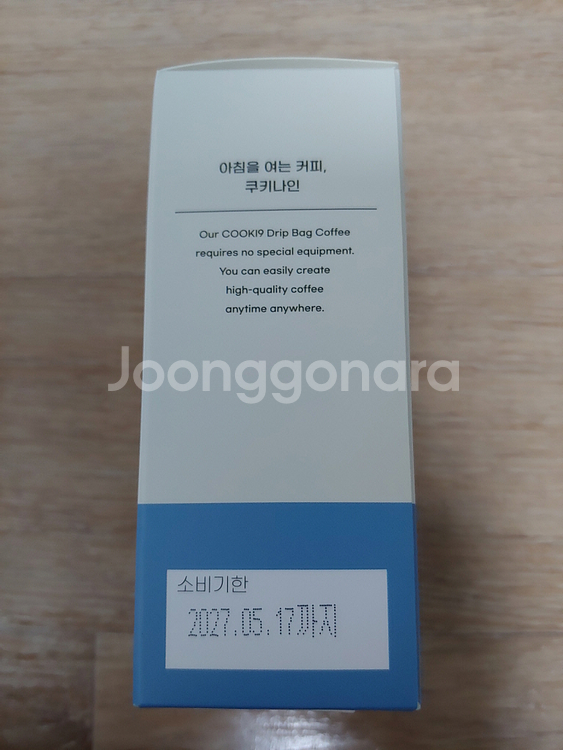 아침을 여는 커피,
쿠키나인
Our COOKI9 Drip Bag Coffee
requires no special equipment.
You can easily create
high-quality coffee
anytime anywhere.
Joonggonara
소비기한
2027.05.17까지